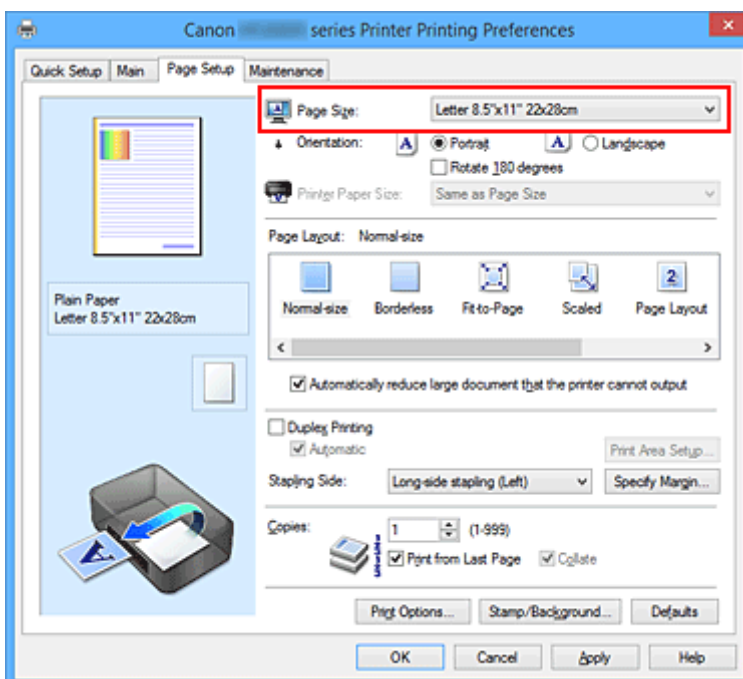 Canon series Printer Printing Preferences
Quick Setup Main Page Setup Maintenance
Page Size: Letter 8.5"x11" 22x28cm
Orientation: A Portrait A Landscape
Rotate 180 degrees
Printer Paper Size: Same as Page Size
Page Layout: Normal-size
2
Normal-size Borderless Fit-to-Page Scaled Page Layout
Plain Paper
Letter 8.5"x11" 22x28cm
Automatically reduce large document that the printer cannot output
Duplex Printing
Automatic Print Area Setup...
Stapling Side: Long-side stapling (Left) Specify Margin...
Copies: 1 (1-999)
Print from Last Page Collate
Print Options... Stamp/Background... Defaults
OK Cancel Apply Help